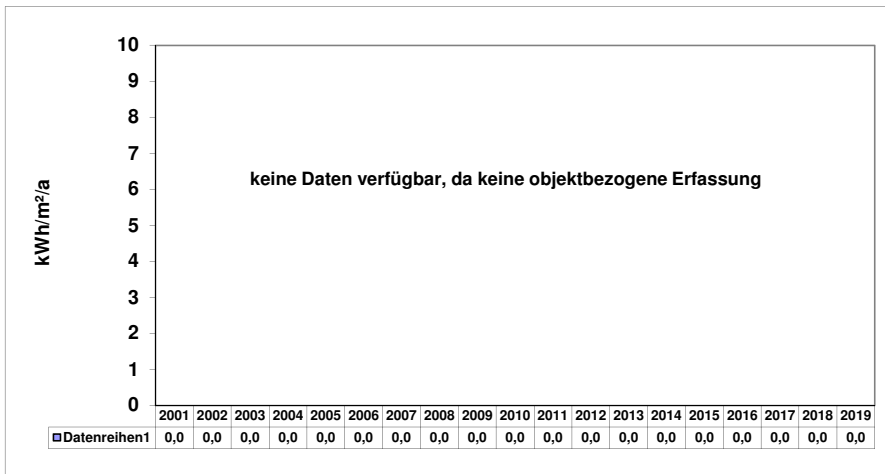 10
9
8
7
6
5
4
3
2
1
0
kWh/m²/a
keine Daten verfügbar, da keine objektbezogene Erfassung
2001 2002 2003 2004 2005 2006 2007 2008 2009 2010 2011 2012 2013 2014 2015 2016 2017 2018 2019
Datenreihen1 0,0 0,0 0,0 0,0 0,0 0,0 0,0 0,0 0,0 0,0 0,0 0,0 0,0 0,0 0,0 0,0 0,0 0,0 0,0